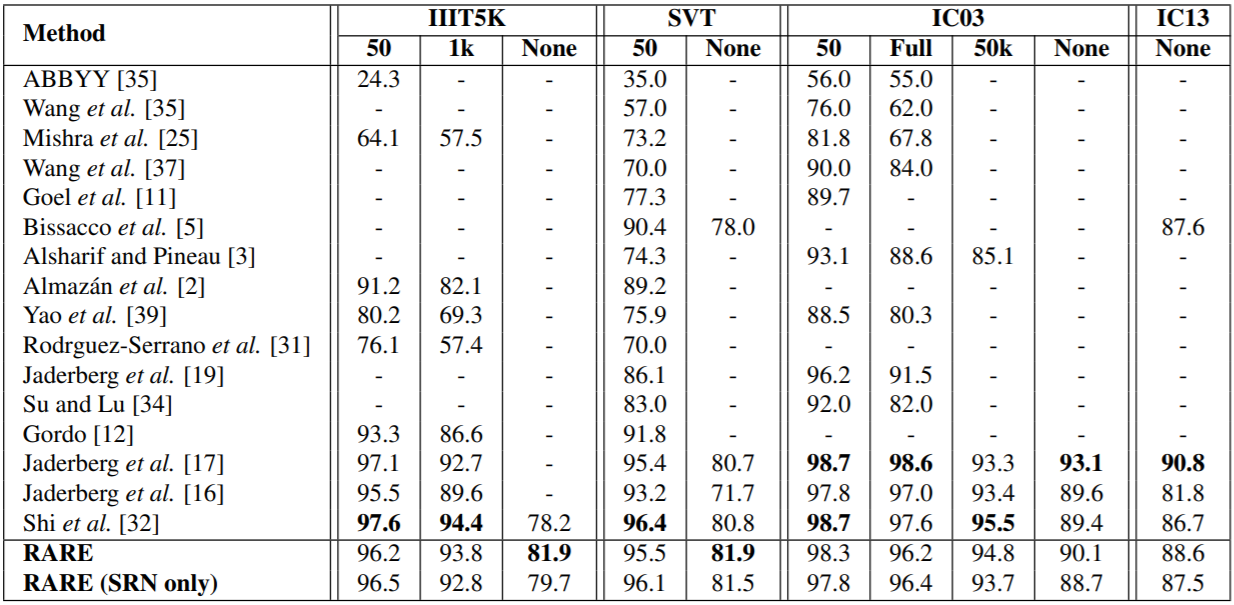 Method IIIT5K SVT IC03 IC13
50 1k None 50 None 50 Full 50k None None
ABBYY [35] 24.3 - - 35.0 - 56.0 55.0 - - -
Wang et al. [35] - - - 57.0 - 76.0 62.0 - - -
Mishra et al. [25] 64.1 57.5 - 73.2 - 81.8 67.8 - - -
Wang et al. [37] - - - 70.0 - 90.0 84.0 - - -
Goel et al. [11] - - - 77.3 - 89.7 - - - -
Bissacco et al. [5] - - - 90.4 78.0 - - - - 87.6
Alsharif and Pineau [3] - - - 74.3 - 93.1 88.6 85.1 - -
Almazán et al. [2] 91.2 82.1 - 89.2 - - - - - -
Yao et al. [39] 80.2 69.3 - 75.9 - 88.5 80.3 - - -
Rodrguez-Serrano et al. [31] 76.1 57.4 - 70.0 - - - - - -
Jaderberg et al. [19] - - - 86.1 - 96.2 91.5 - - -
Su and Lu [34] - - - 83.0 - 92.0 82.0 - - -
Gordo [12] 93.3 86.6 - 91.8 - - - - - -
Jaderberg et al. [17] 97.1 92.7 - 95.4 80.7 98.7 98.6 93.3 93.1 90.8
Jaderberg et al. [16] 95.5 89.6 - 93.2 71.7 97.8 97.0 93.4 89.6 81.8
Shi et al. [32] 97.6 94.4 78.2 96.4 80.8 98.7 97.6 95.5 89.4 86.7
RARE 96.2 93.8 81.9 95.5 81.9 98.3 96.2 94.8 90.1 88.6
RARE (SRN only) 96.5 92.8 79.7 96.1 81.5 97.8 96.4 93.7 88.7 87.5